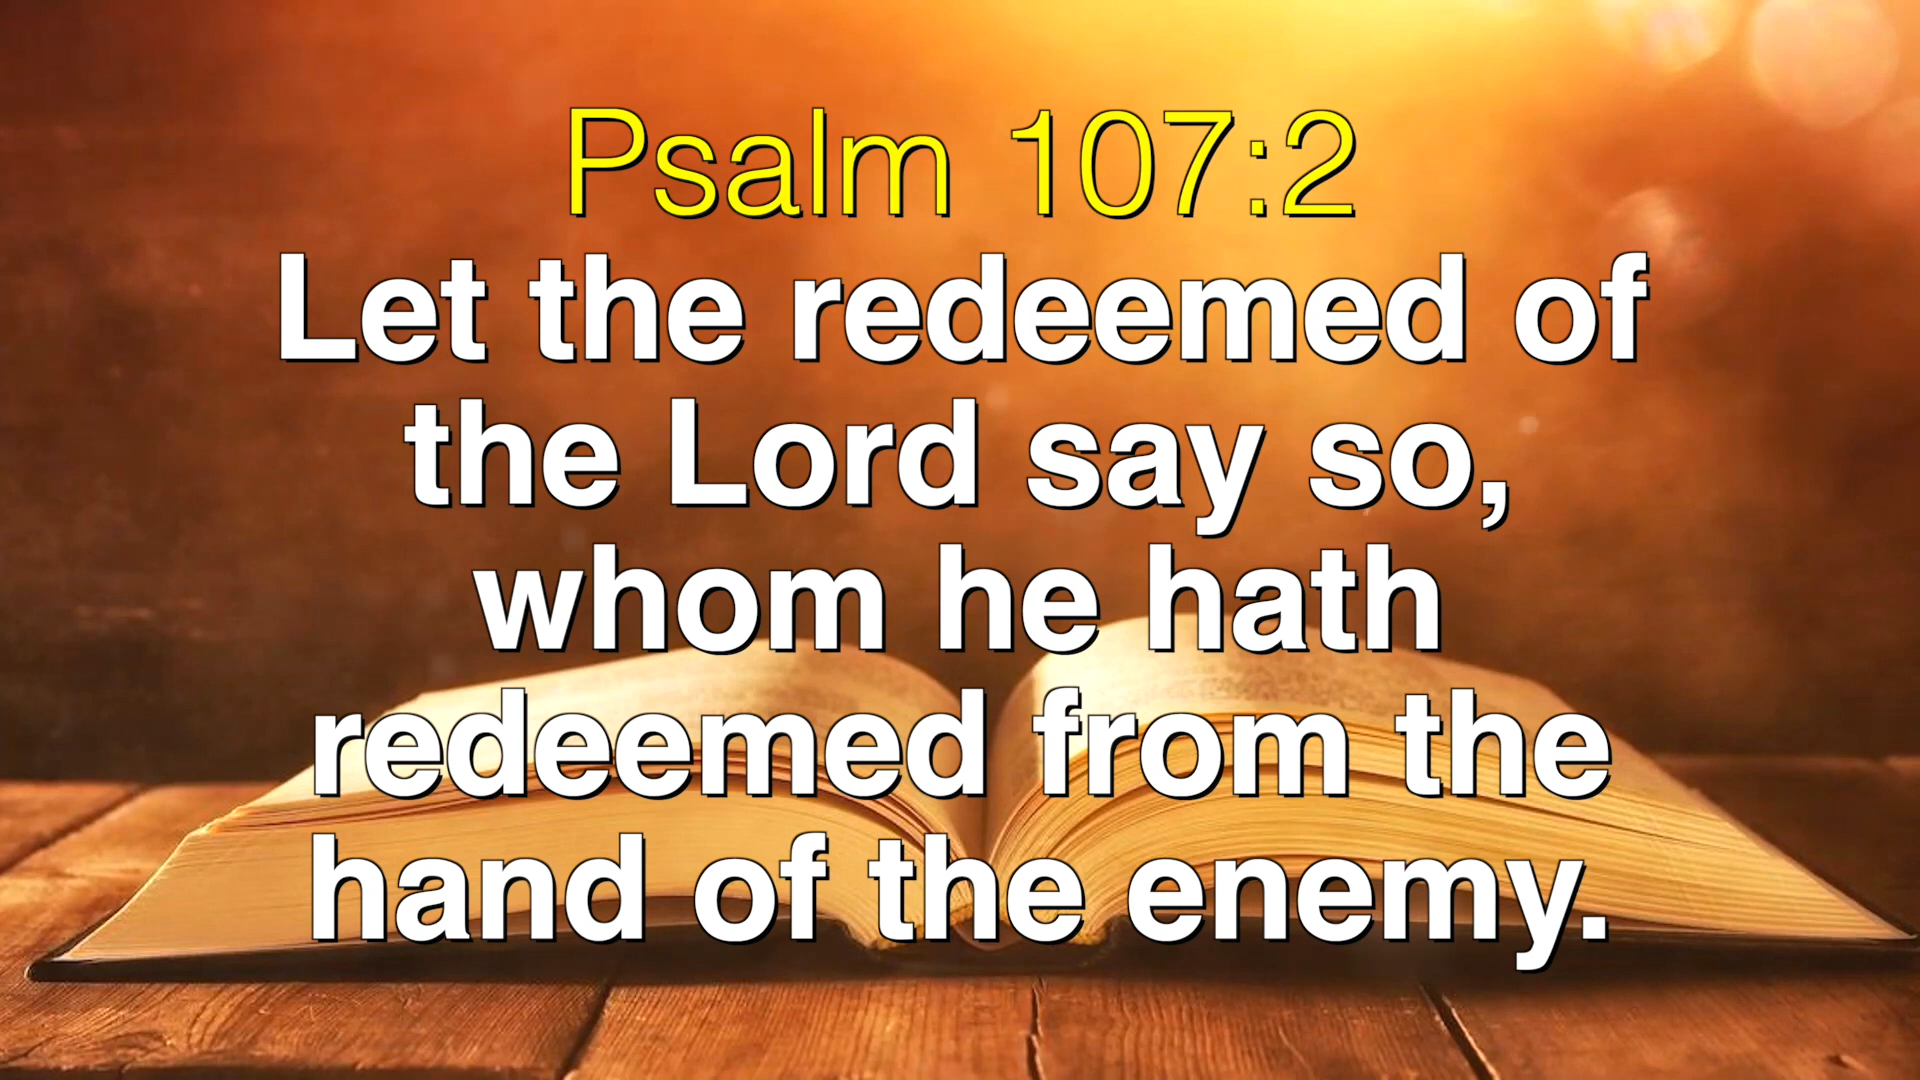 Psalm 107:2
Let the redeemed of
the Lord say so,
whom he hath
redeemed from the
hand of the enemy.